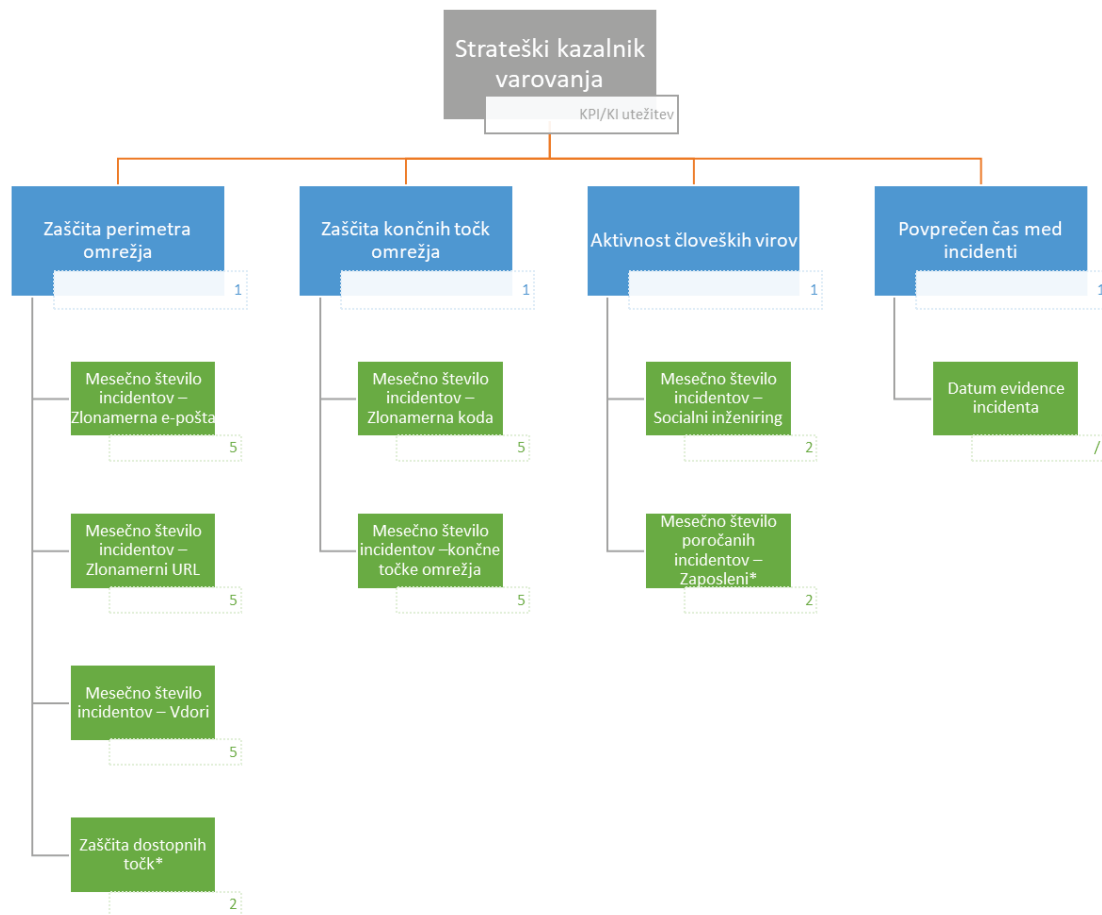 Strateški kazalnik
varovanja
KPI/KI utežitev
Zaščita perimetra
omrežja
1
Zaščita končnih točk
omrežja
1
Aktivnost človeških virov
1
Povprečen čas med
incidenti
1
Mesečno število
incidentov –
Zlonamerna e-pošta
5
Mesečno število
incidentov –
Zlonamerna koda
5
Mesečno število
incidentov –
Socialni inženiring
2
Datum evidence
incidenta
/
Mesečno število
incidentov –
Zlonamerni URL
5
Mesečno število
incidentov –končne
točke omrežja
5
Mesečno število
poročanih
incidentov –
Zaposleni*
2
Mesečno število
incidentov – Vdori
5
Zaščita dostopnih
točk*
2